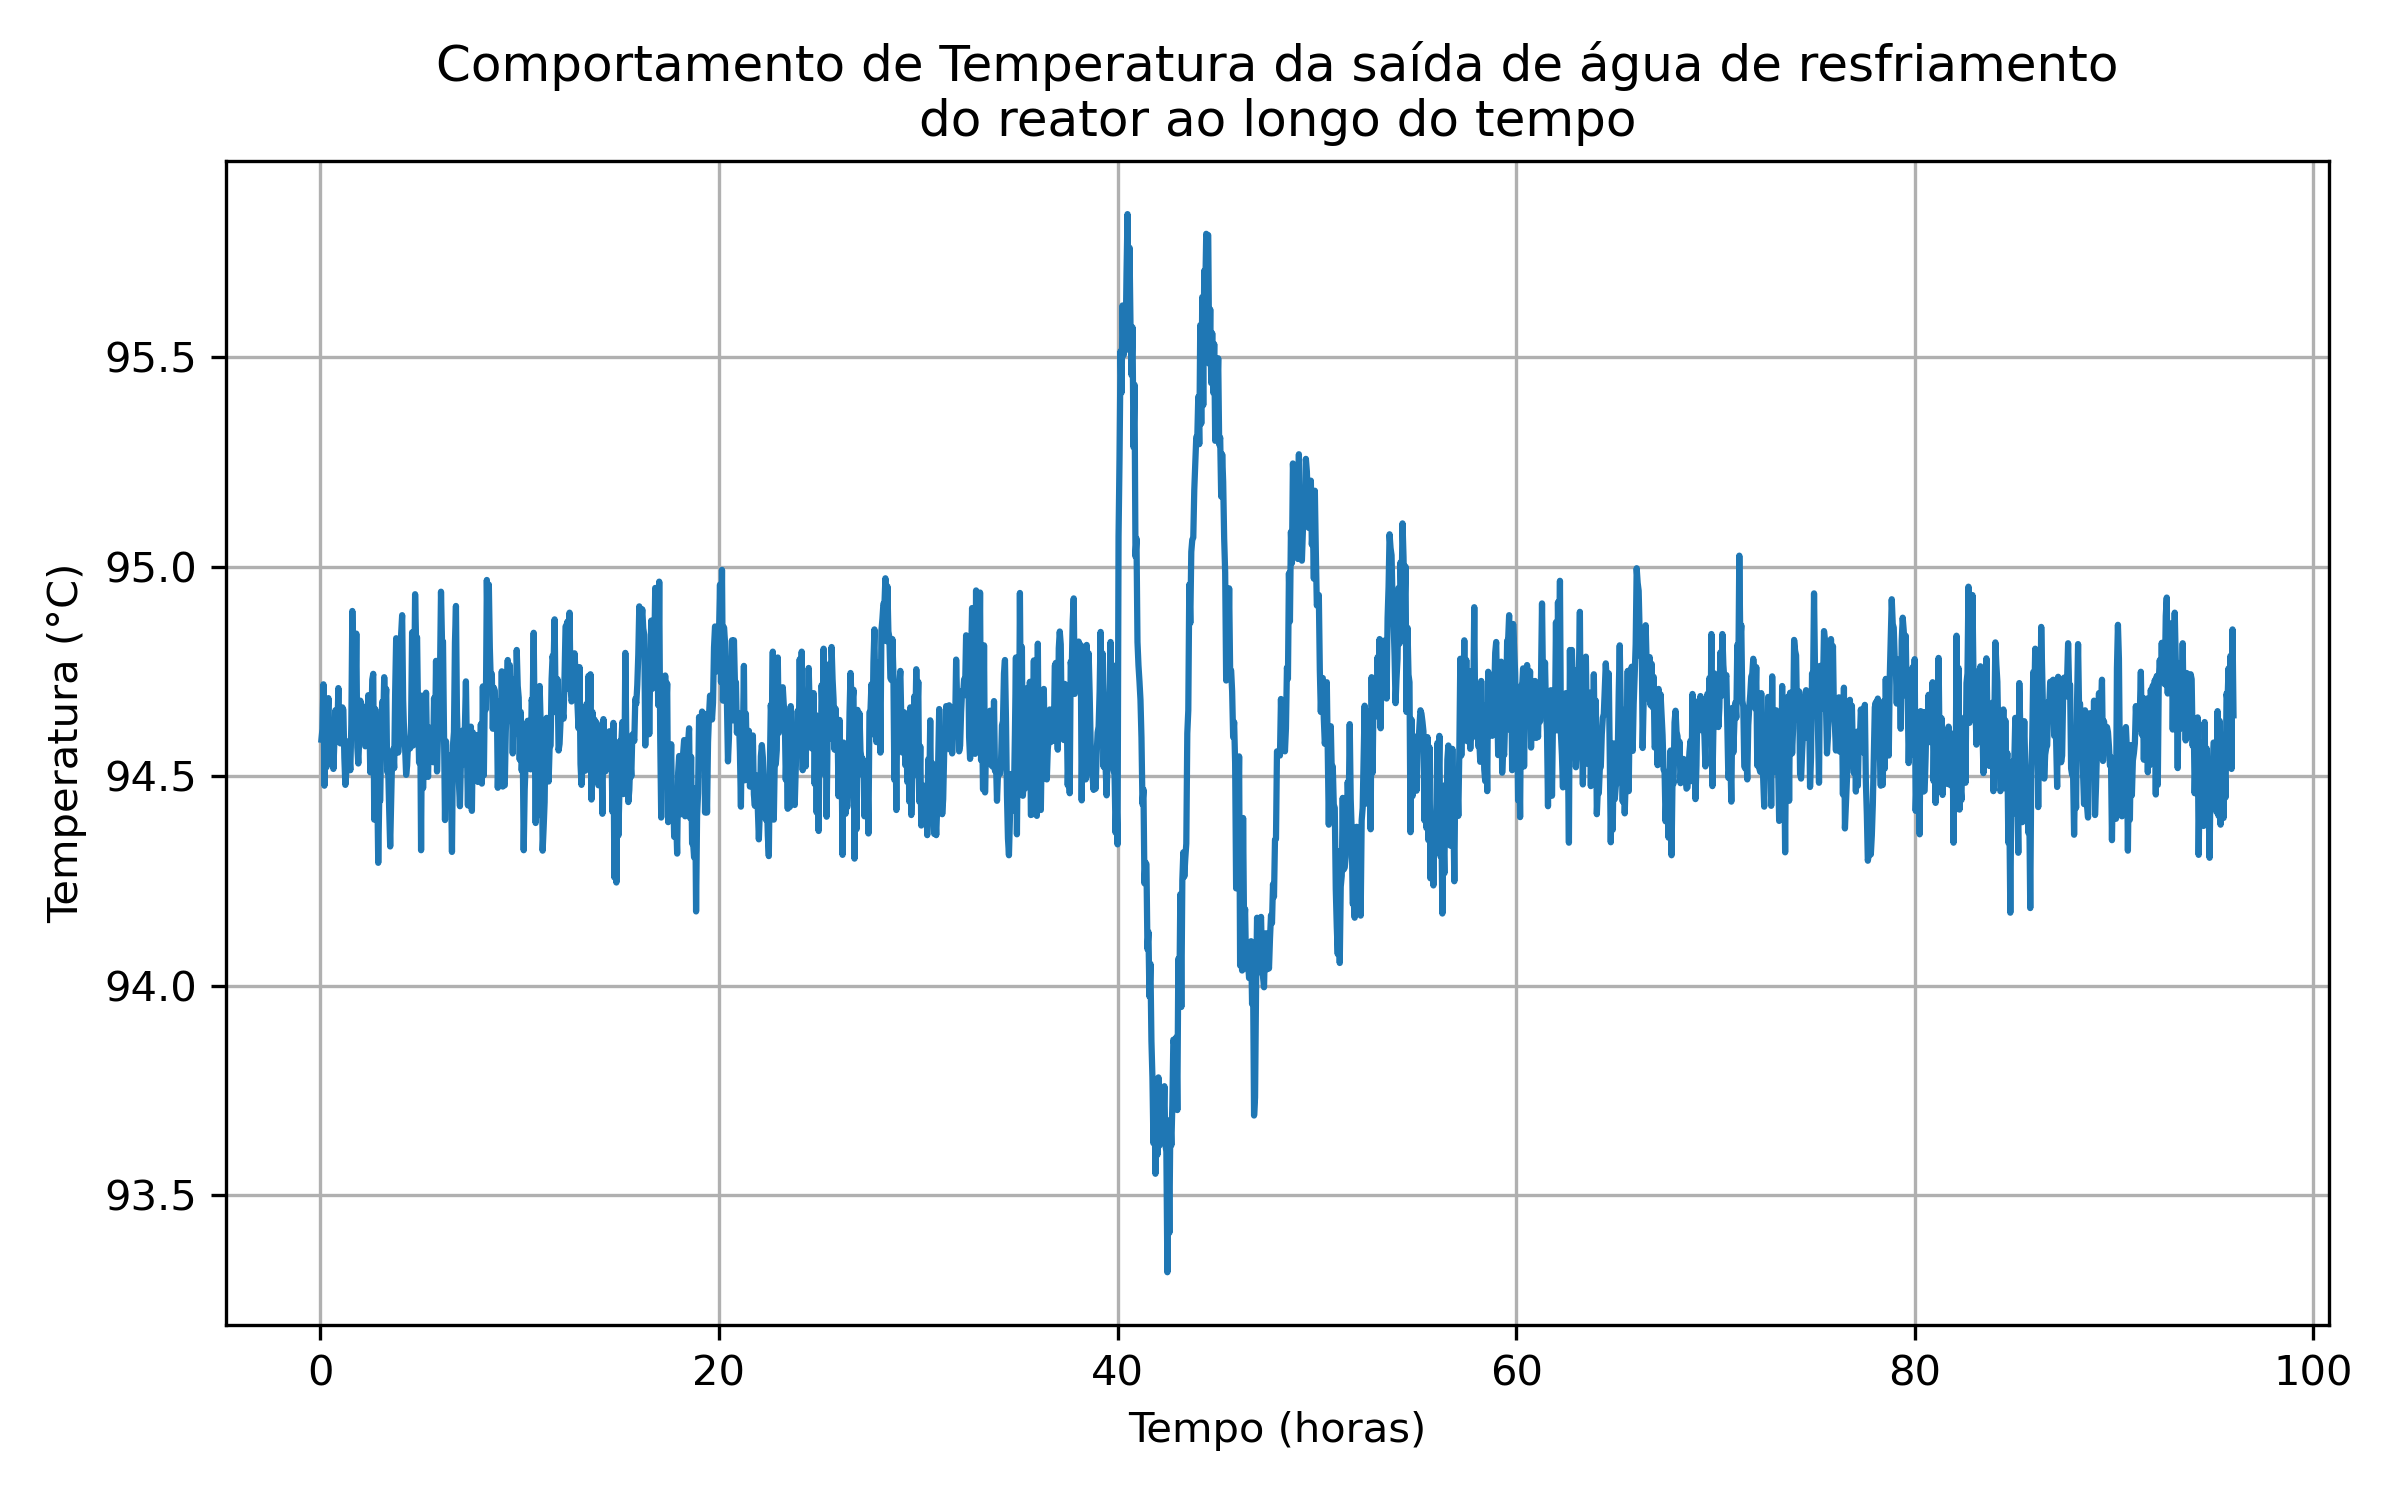 Comportamento de Temperatura da saída de água de resfriamento
do reator ao longo do tempo
Temperatura (°C)
95.5
95.0
94.5
94.0
93.5
0 20 40 60 80 100
Tempo (horas)